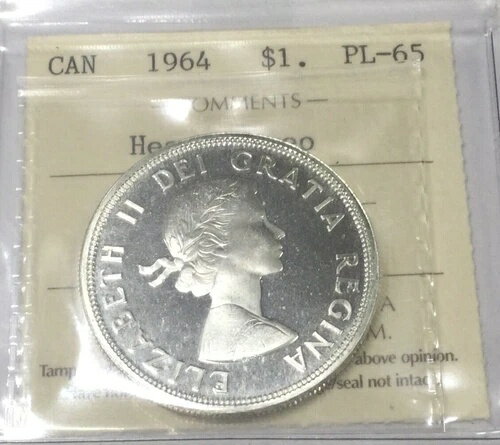 CAN 1964 $1. PL-65
COMMENTS
ELIZABETH II DEI GRATIA REGINA
above opinion.
seal not intact